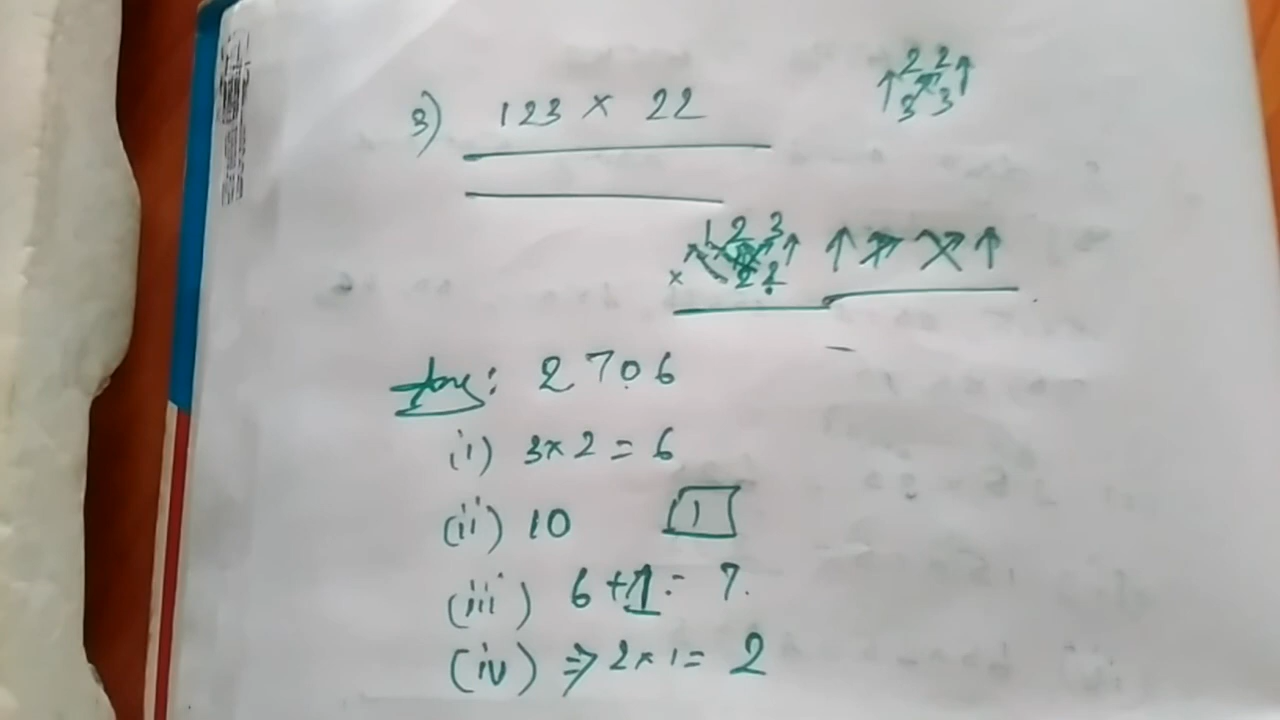 3) 123 × 22
↑ 2 2 ↑
3 3
1 2 3
× 2 2 ↑
Ans: 2706
(i) 3×2 = 6
(ii) 10 1
(iii) 6+1= 7.
(iv) ⇒ 2×1= 2